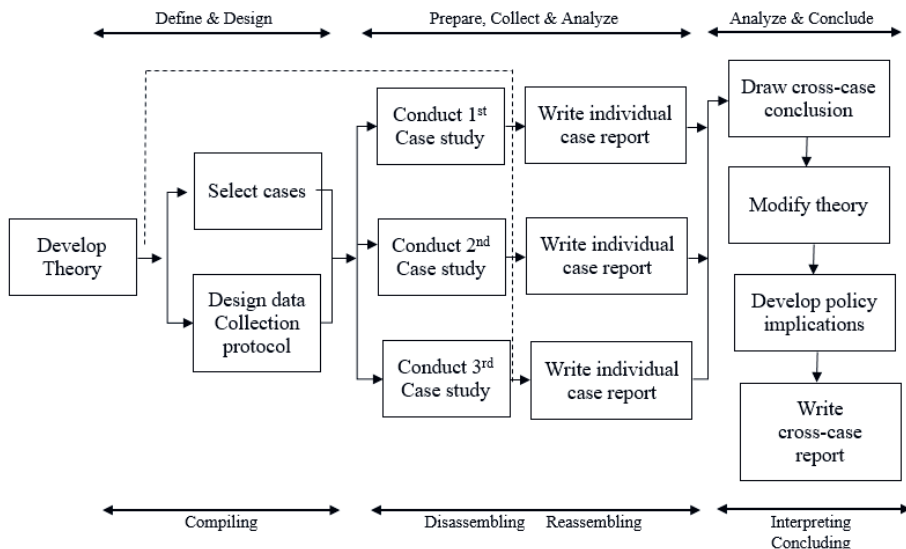 Define & Design
Prepare, Collect & Analyze
Analyze & Conclude
Develop
Theory
Select cases
Design data
Collection
protocol
Conduct 1st
Case study
Write individual
case report
Conduct 2nd
Case study
Write individual
case report
Conduct 3rd
Case study
Write individual
case report
Draw cross-case
conclusion
Modify theory
Develop policy
implications
Write
cross-case
report
Compiling
Disassembling Reassembling
Interpreting
Concluding